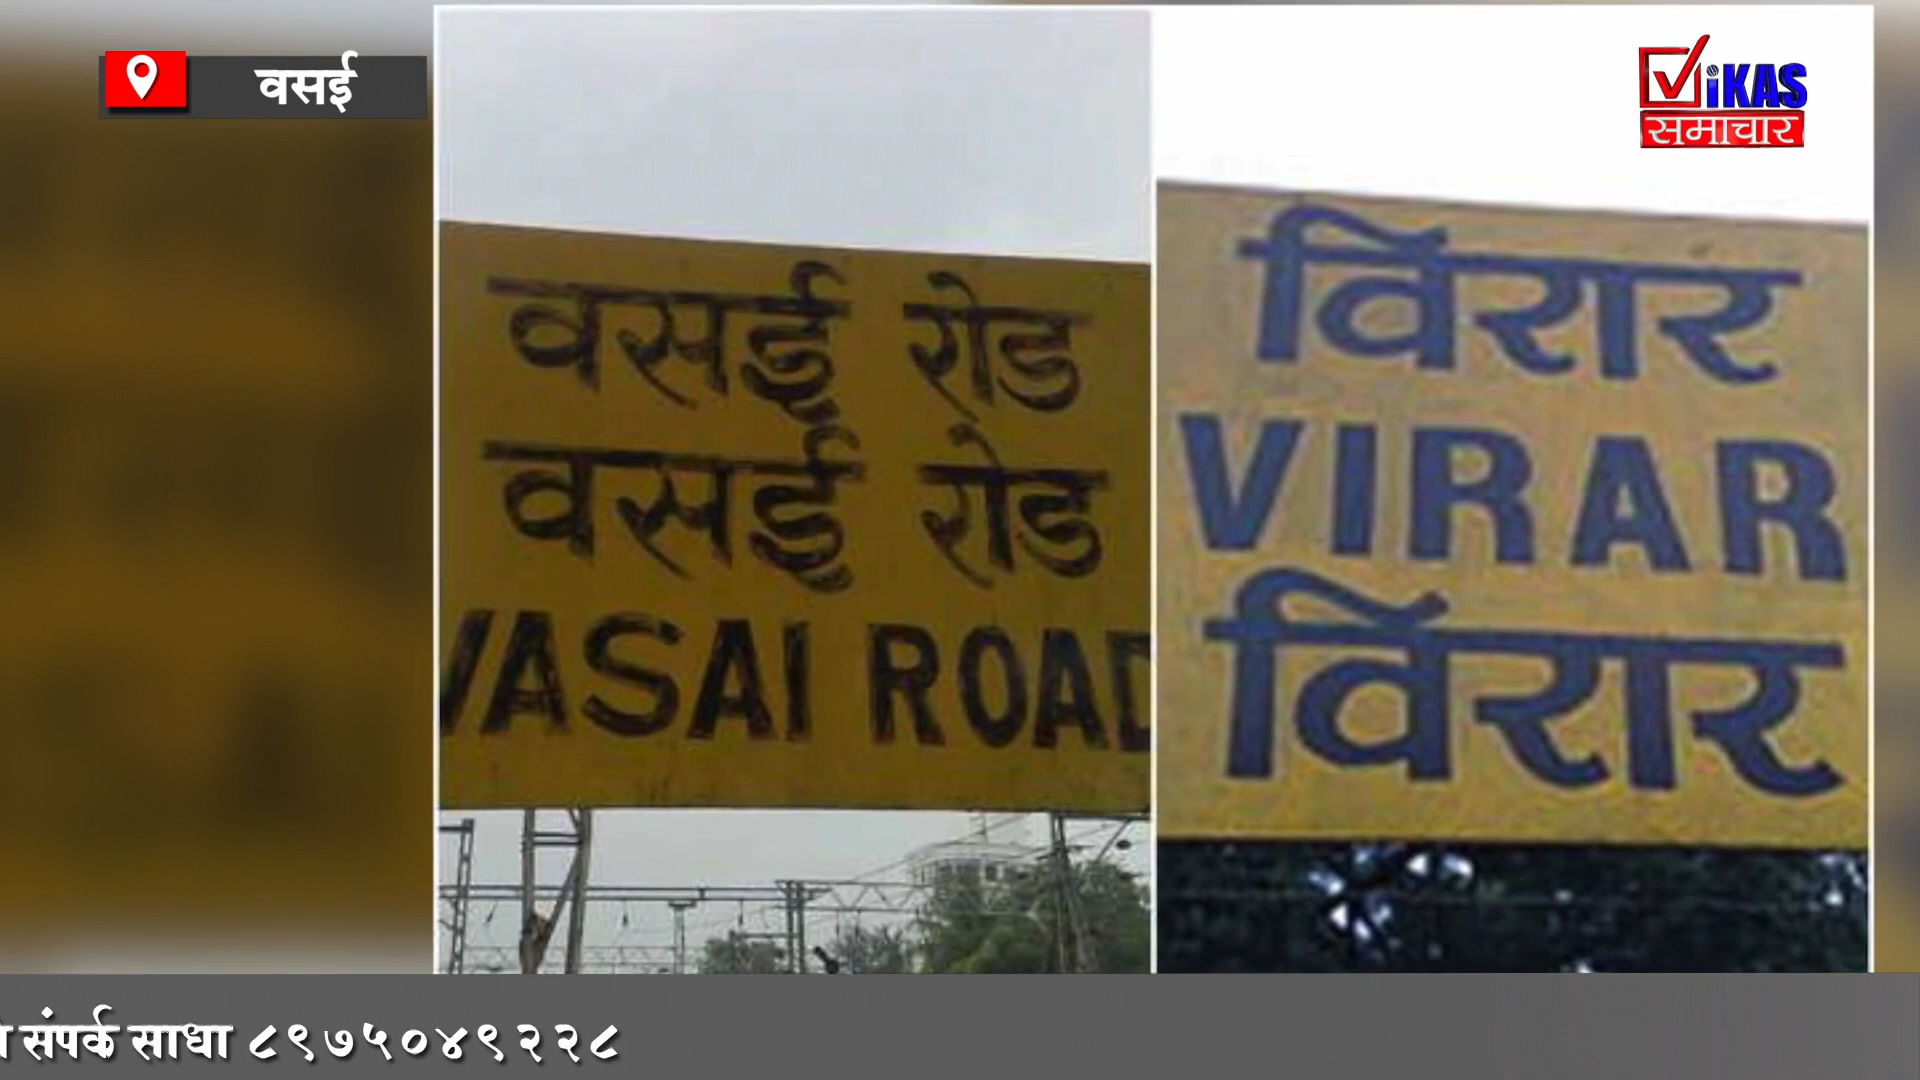 वसई
ViKAS
समाचार
वसई रोड
वसई रोड
VASAI ROAD
विरार
VIRAR
विरार
संपर्क साधा ८९७५०४९२२८